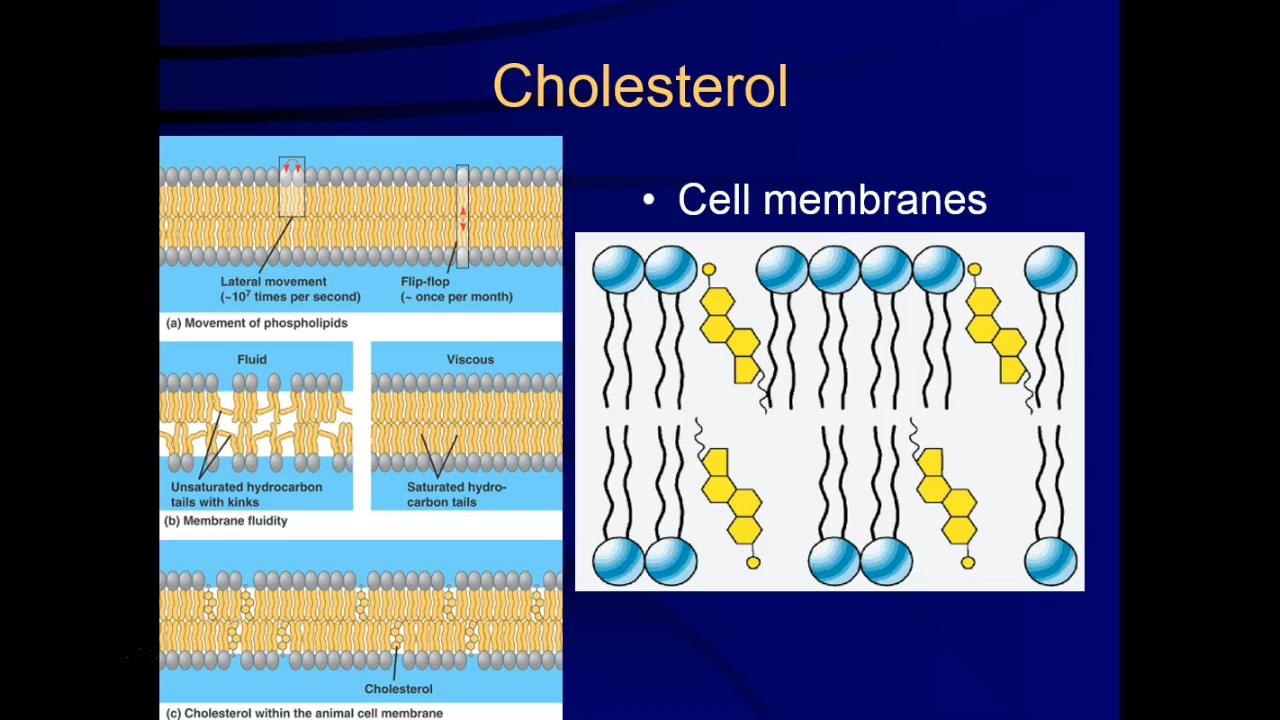 Cholesterol
Lateral movement
(~10⁷ times per second)
Flip-flop
(~ once per month)
(a) Movement of phospholipids
Fluid
Viscous
Unsaturated hydrocarbon
tails with kinks
Saturated hydro-
carbon tails
(b) Membrane fluidity
Cholesterol
(c) Cholesterol within the animal cell membrane
• Cell membranes